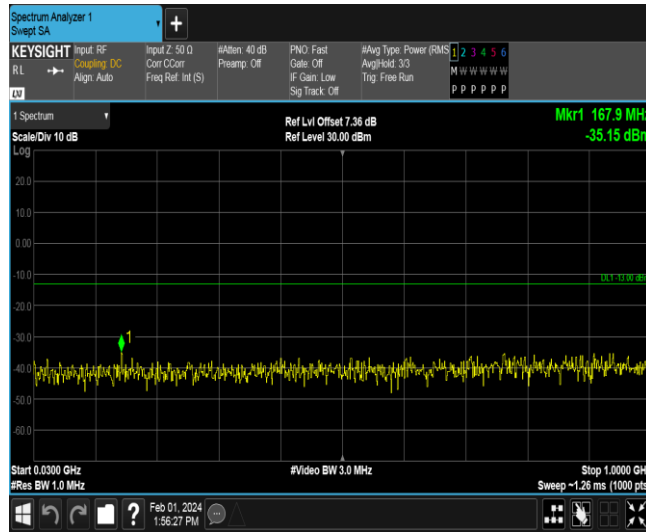 Spectrum Analyzer 1
Swept SA
+
KEYSIGHT Input: RF Input Z: 50 Ω #Atten: 40 dB PNO: Fast #Avg Type: Power (RMS 1 2 3 4 5 6
RL Coupling: DC Corr CCorr Preamp: Off Gate: Off Avg|Hold: 3/3 M W W W W W
Align: Auto Freq Ref: Int (S) IF Gain: Low Trig: Free Run
Sig Track: Off P P P P P P
LXI
1 Spectrum Ref Lvl Offset 7.36 dB Mkr1 167.9 MHz
Scale/Div 10 dB Ref Level 30.00 dBm -35.15 dBm
Log
20.0
10.0
0.00
-10.0
DL1 -13.00 dBm
-20.0
-30.0
1
-40.0
-50.0
-60.0
Start 0.0300 GHz #Video BW 3.0 MHz Stop 1.0000 GHz
#Res BW 1.0 MHz Sweep ~1.26 ms (1000 pts)
? Feb 01, 2024
1:56:27 PM